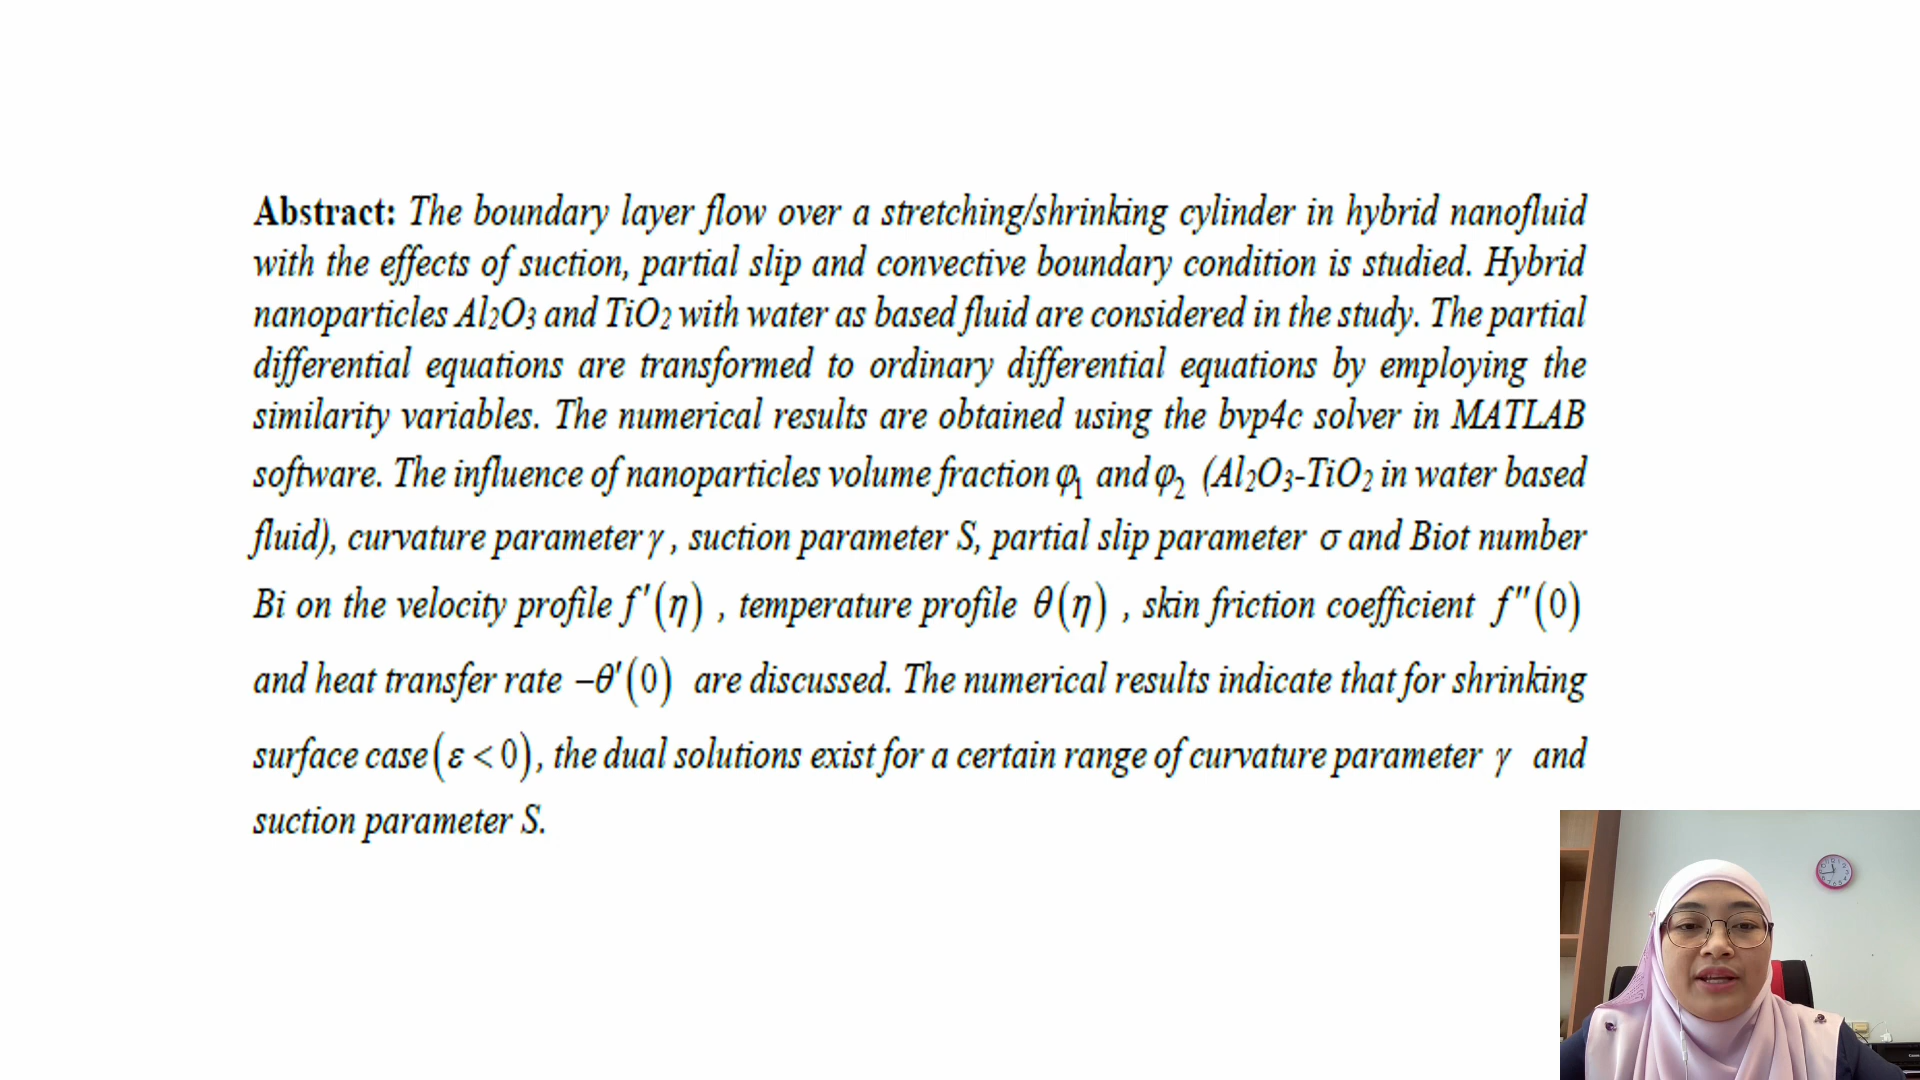 Abstract: The boundary layer flow over a stretching/shrinking cylinder in hybrid nanofluid
with the effects of suction, partial slip and convective boundary condition is studied. Hybrid
nanoparticles Al₂O₃ and TiO₂ with water as based fluid are considered in the study. The partial
differential equations are transformed to ordinary differential equations by employing the
similarity variables. The numerical results are obtained using the bvp4c solver in MATLAB
software. The influence of nanoparticles volume fraction φ₁ and φ₂ (Al₂O₃-TiO₂ in water based
fluid), curvature parameter γ , suction parameter S, partial slip parameter σ and Biot number
Bi on the velocity profile f′(η) , temperature profile θ(η) , skin friction coefficient f″(0)
and heat transfer rate −θ′(0) are discussed. The numerical results indicate that for shrinking
surface case (ε < 0), the dual solutions exist for a certain range of curvature parameter γ and
suction parameter S.